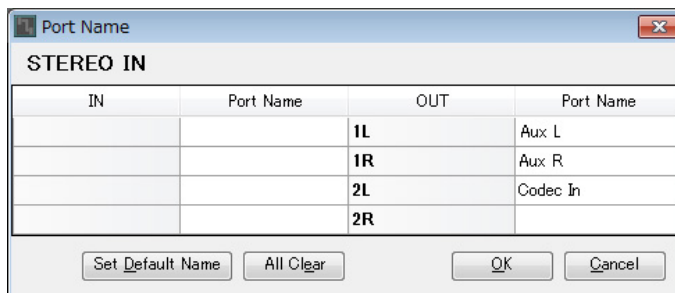 Port Name
STEREO IN
IN Port Name OUT Port Name
1L Aux L
1R Aux R
2L Codec In
2R
Set Default Name All Clear OK Cancel